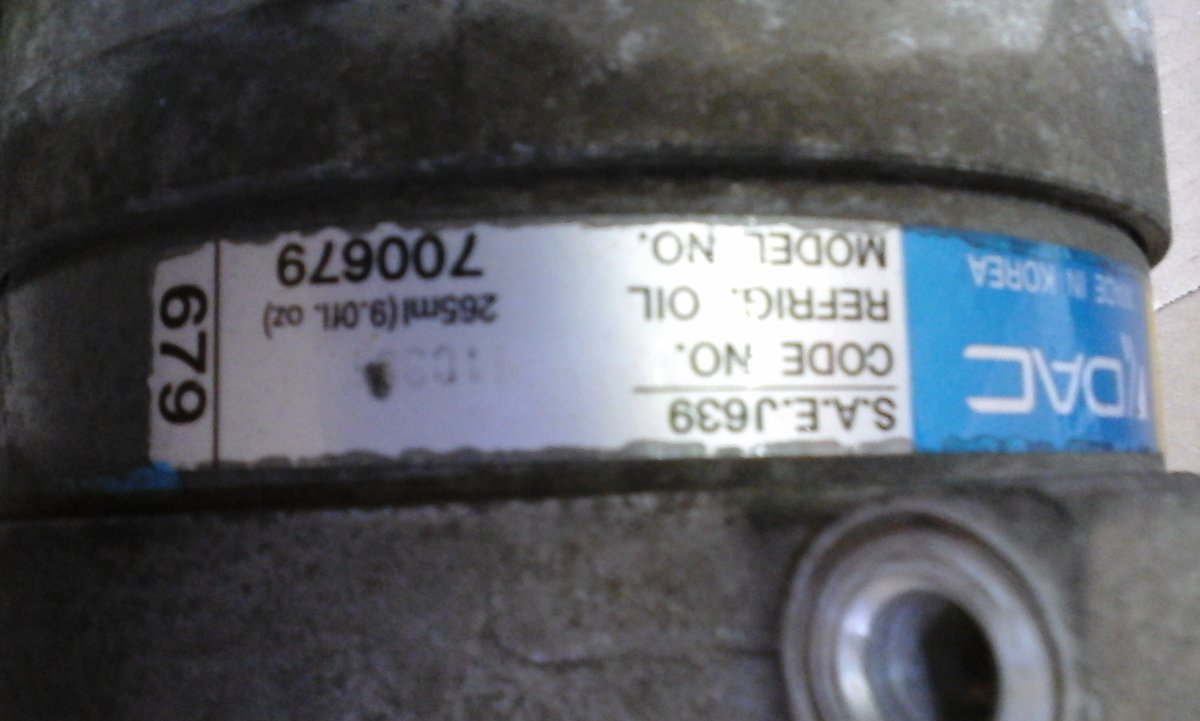 DAC
MADE IN KOREA
S.A.E.J639
CODE NO.
REFRIG. OIL 265ml(9.0fl. oz)
MODEL NO. 700679
679